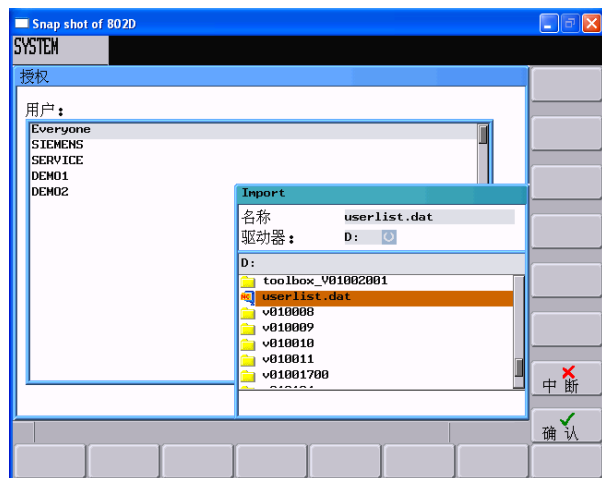 Snap shot of 802D
SYSTEM
授权
用户：
Everyone
SIEMENS
SERVICE
DEMO1
DEMO2
Import
名称 userlist.dat
驱动器： D:
D:
toolbox_V01002001
userlist.dat
v010008
v010009
v010010
v010011
v01001700
中断
确认